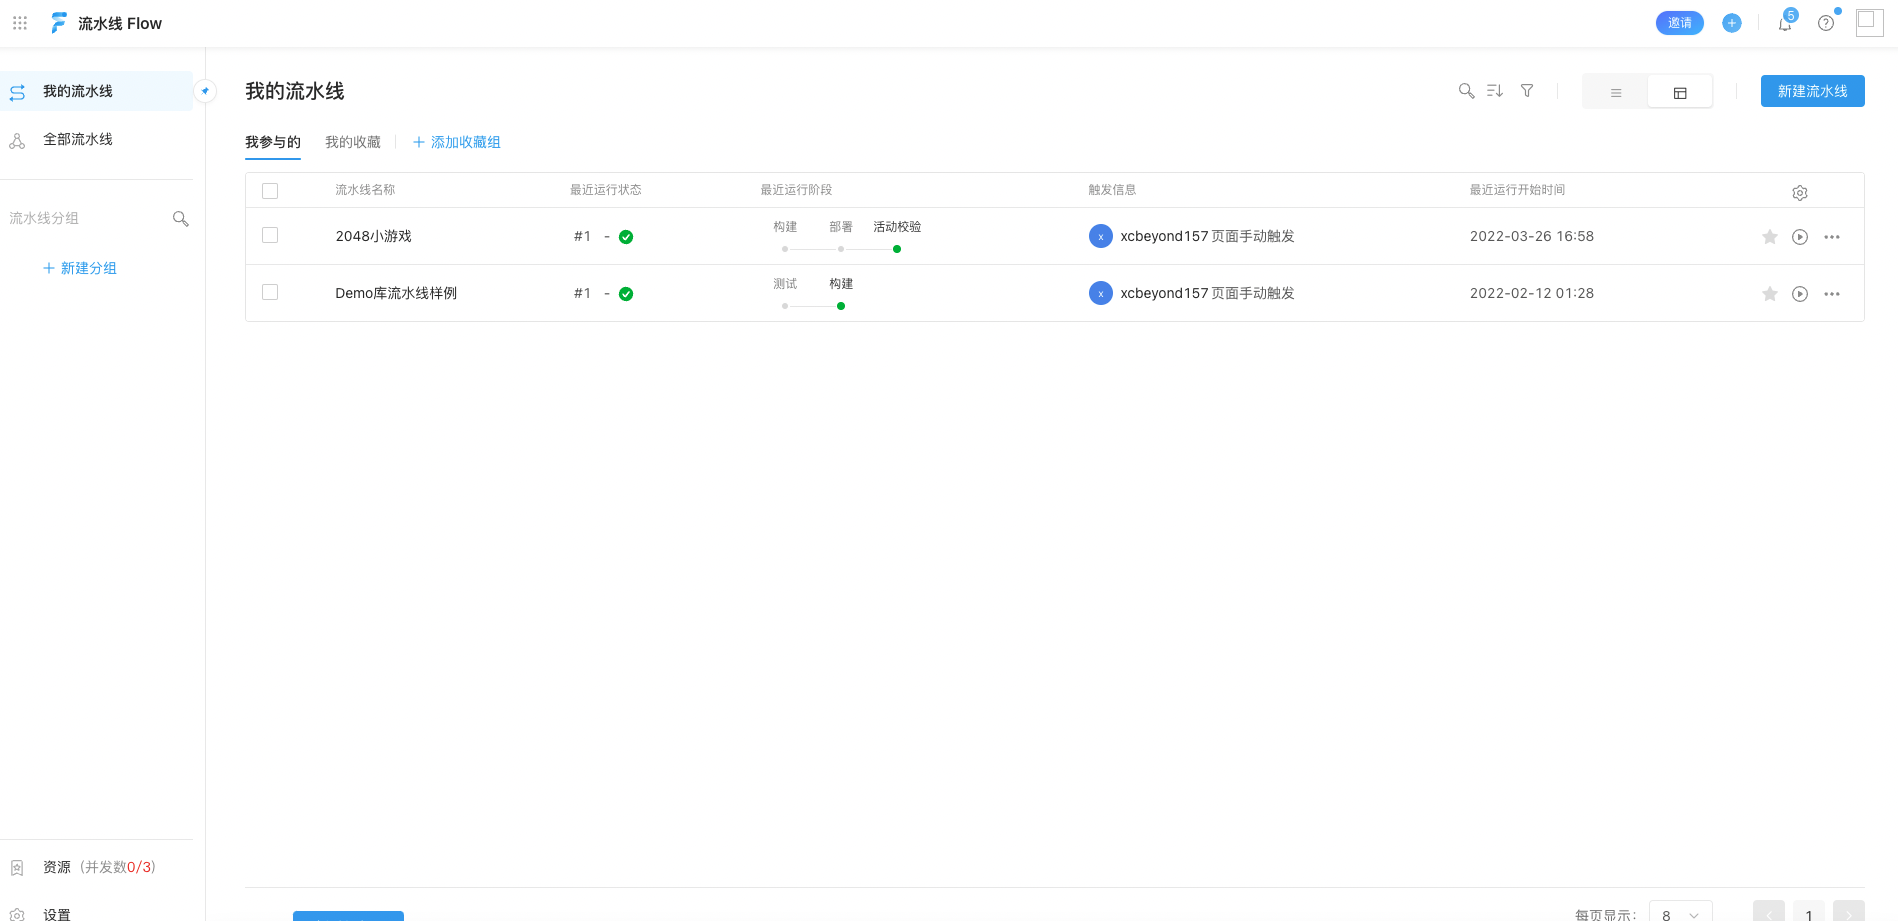 流水线 Flow
邀请
5
我的流水线
全部流水线
流水线分组
新建分组
资源 (并发数0/3)
设置
我的流水线
新建流水线
我参与的 我的收藏 添加收藏组
流水线名称 最近运行状态 最近运行阶段 触发信息 最近运行开始时间
构建 部署 活动校验
2048小游戏 #1 - x xcbeyond157 页面手动触发 2022-03-26 16:58
测试 构建
Demo库流水线样例 #1 - x xcbeyond157 页面手动触发 2022-02-12 01:28
每页显示: 8 1